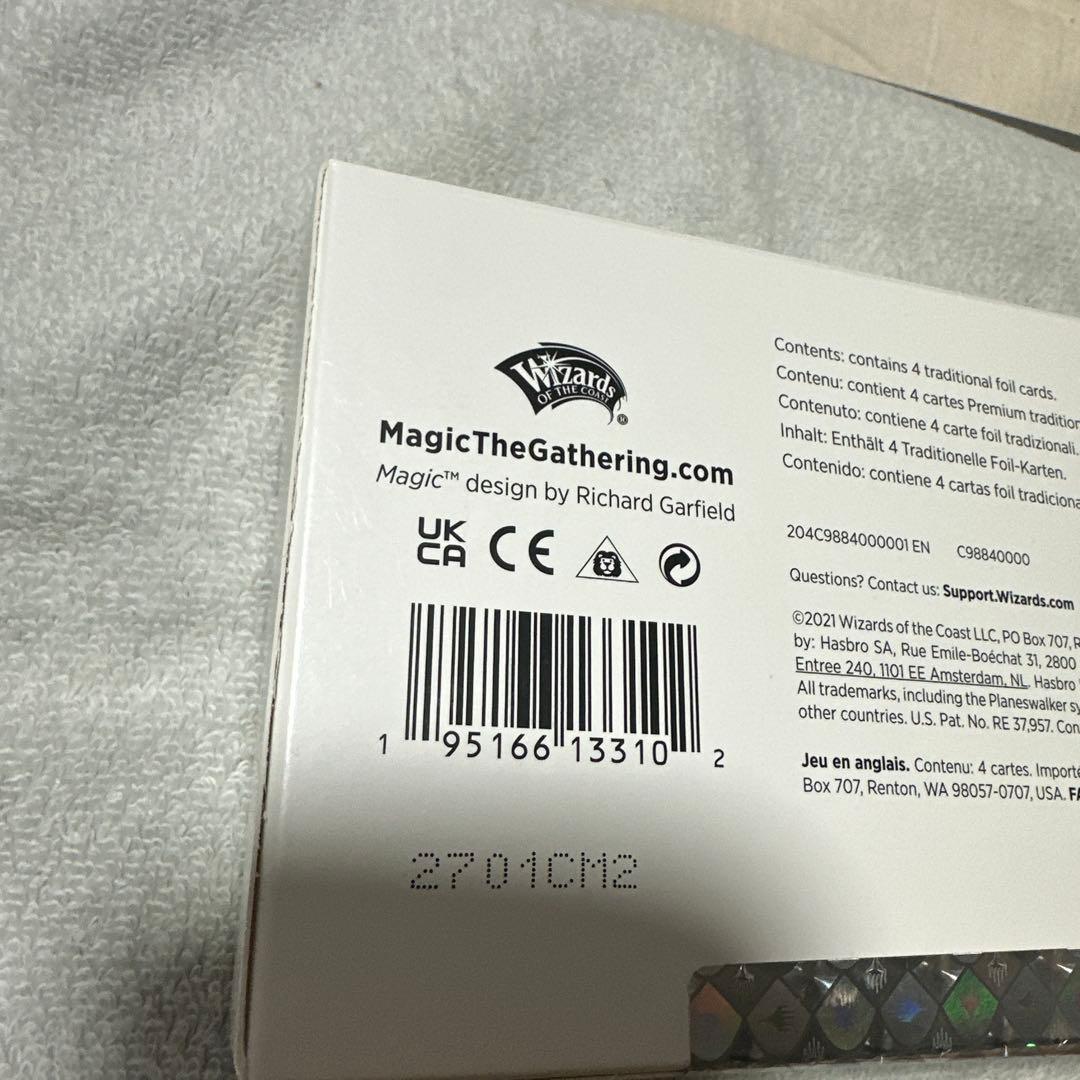 Wizards
OF THE COAST
®
MagicTheGathering.com
Magic™ design by Richard Garfield
UK
CA
CE
1 95166 13310 2
2701CM2
Contents: contains 4 traditional foil cards.
Contenu: contient 4 cartes Premium tradition
Contenuto: contiene 4 carte foil tradizionali.
Inhalt: Enthält 4 Traditionelle Foil-Karten.
Contenido: contiene 4 cartas foil tradiciona
204C9884000001 EN C98840000
Questions? Contact us: Support.Wizards.com
©2021 Wizards of the Coast LLC, PO Box 707, R
by: Hasbro SA, Rue Emile-Boéchat 31, 2800
Entree 240, 1101 EE Amsterdam, NL. Hasbro
All trademarks, including the Planeswalker sy
other countries. U.S. Pat. No. RE 37,957. Con
Jeu en anglais. Contenu: 4 cartes. Importé
Box 707, Renton, WA 98057-0707, USA. FA